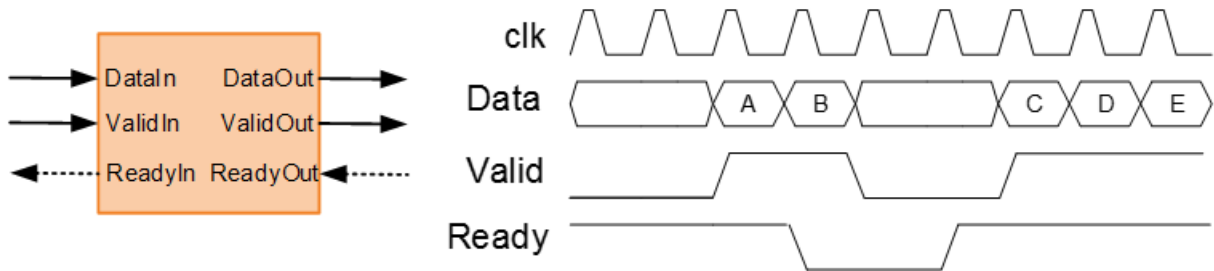 DataIn DataOut
ValidIn ValidOut
ReadyIn ReadyOut
clk
Data A B C D E
Valid
Ready